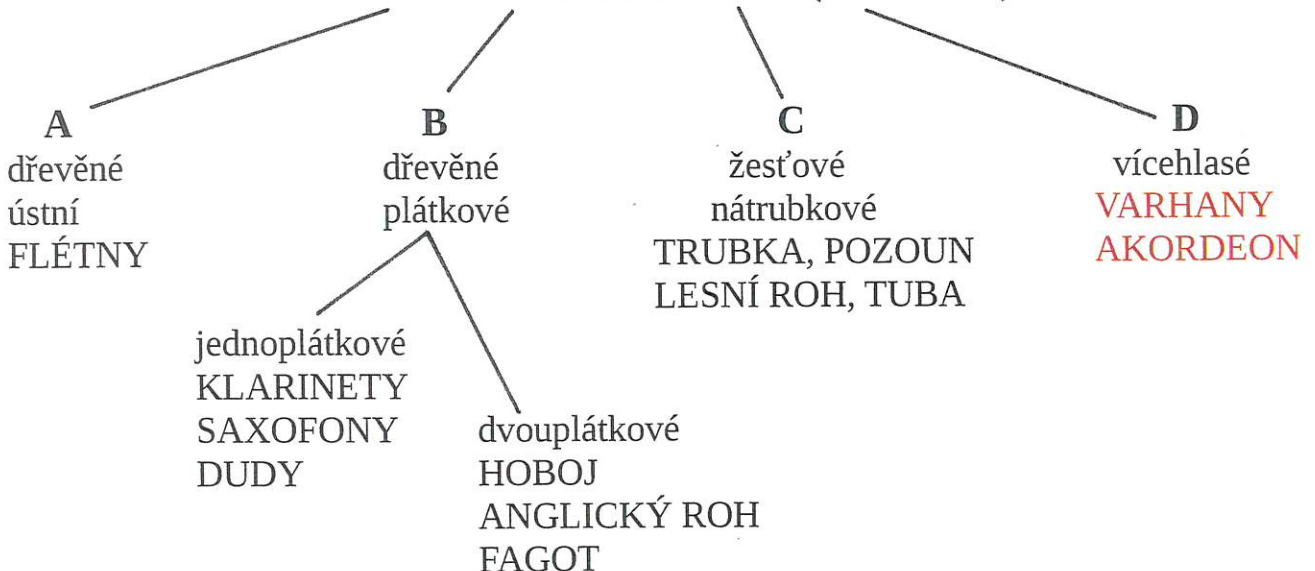 A
dřevěné
ústní
FLÉTNY
B
dřevěné
plátkové
jednoplátkové
KLARINETY
SAXOFONY
DUDY
dvouplátkové
HOBOJ
ANGLICKÝ ROH
FAGOT
C
žesťové
nátrubkové
TRUBKA, POZOUN
LESNÍ ROH, TUBA
D
vícehlasé
VARHANY
AKORDEON